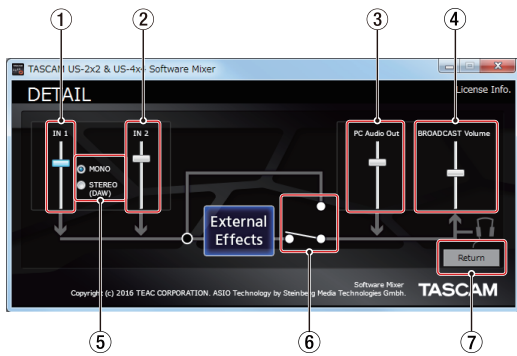 ① ② ③ ④
TASCAM US-2x2 & US-4x4 Software Mixer
DETAIL
License Info.
IN 1
IN 2
PC Audio Out
BROADCAST Volume
MONO
STEREO
(DAW)
External
Effects
Return
Software Mixer
Copyright (c) 2016 TEAC CORPORATION. ASIO Technology by Steinberg Media Technologies Gmbh.
TASCAM
⑤ ⑥ ⑦